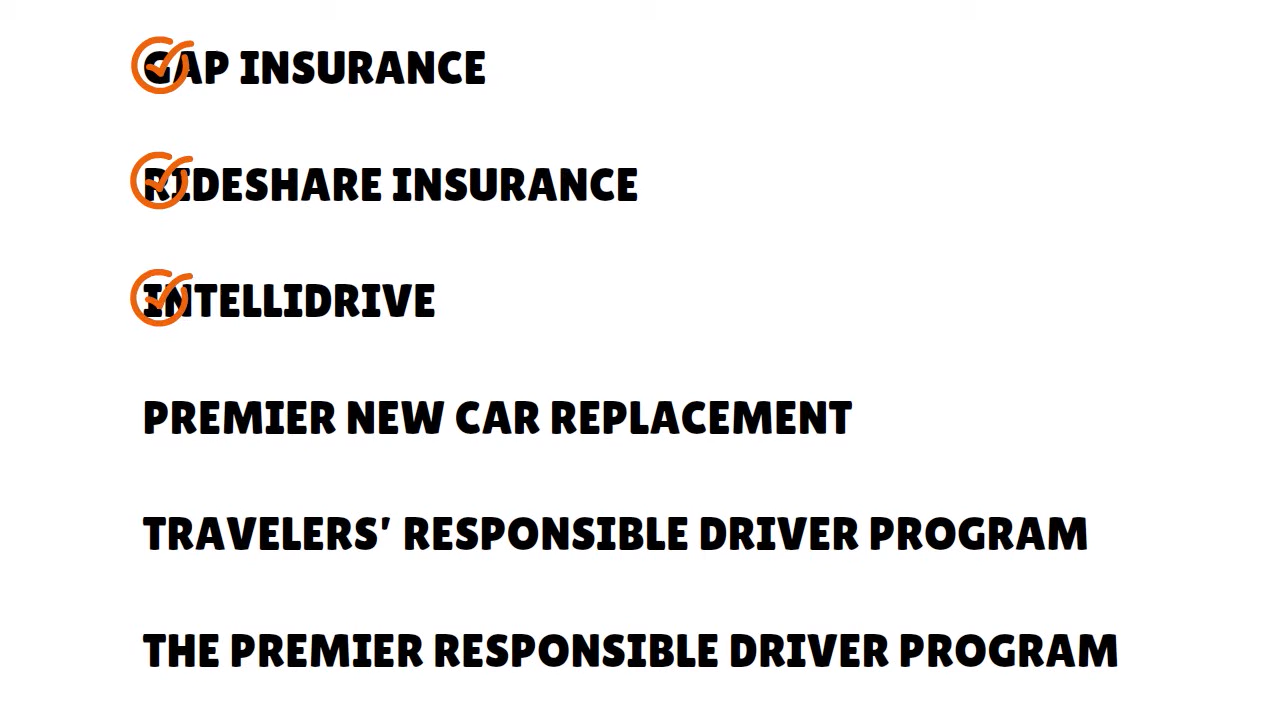 GAP INSURANCE
RIDESHARE INSURANCE
INTELLIDRIVE
PREMIER NEW CAR REPLACEMENT
TRAVELERS' RESPONSIBLE DRIVER PROGRAM
THE PREMIER RESPONSIBLE DRIVER PROGRAM